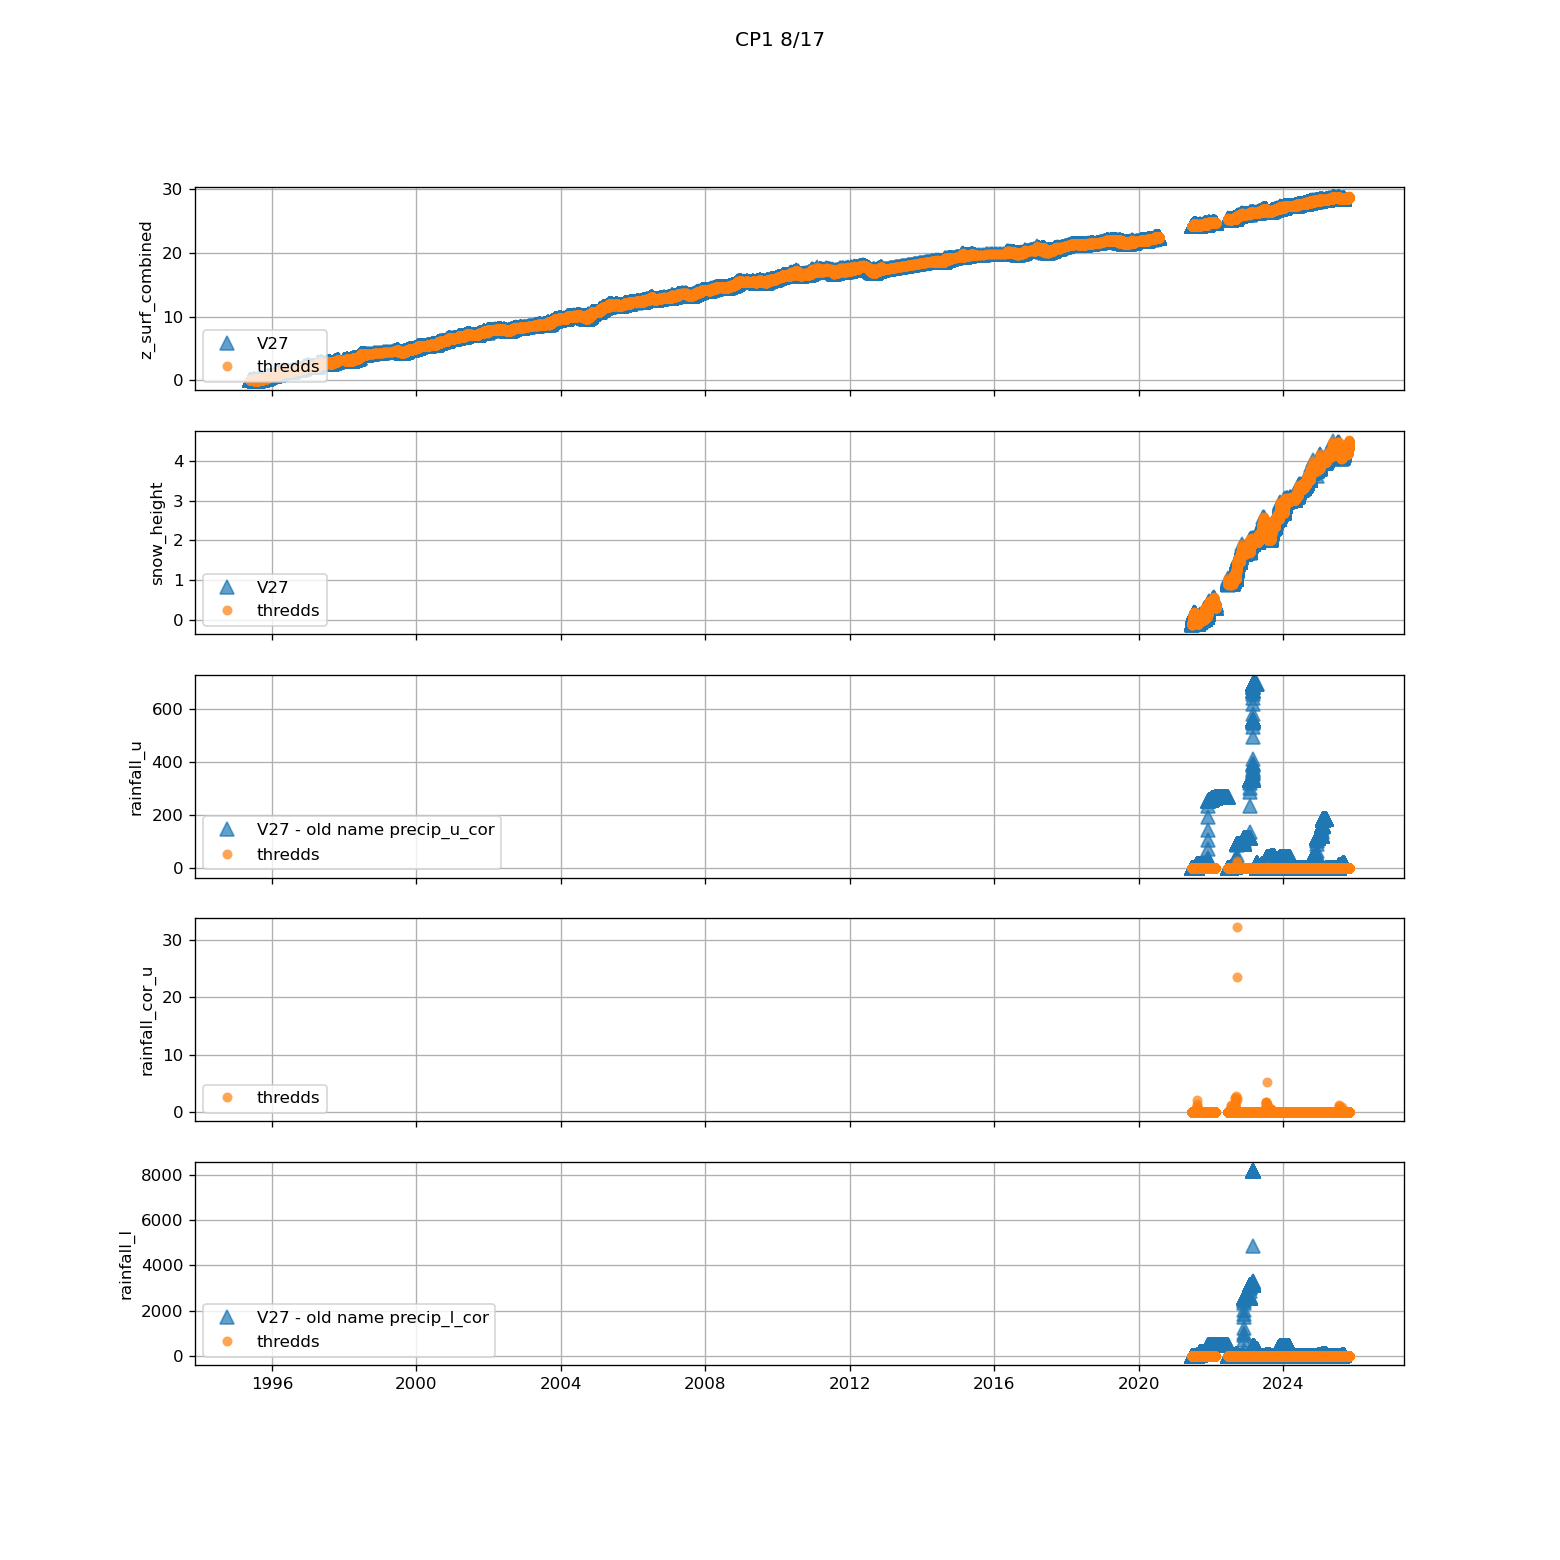 CP1 8/17
z_surf_combined
30
20
10
0
V27
thredds
snow_height
4
3
2
1
0
V27
thredds
rainfall_u
600
400
200
0
V27 - old name precip_u_cor
thredds
rainfall_cor_u
30
20
10
0
thredds
rainfall_l
8000
6000
4000
2000
0
V27 - old name precip_l_cor
thredds
1996 2000 2004 2008 2012 2016 2020 2024